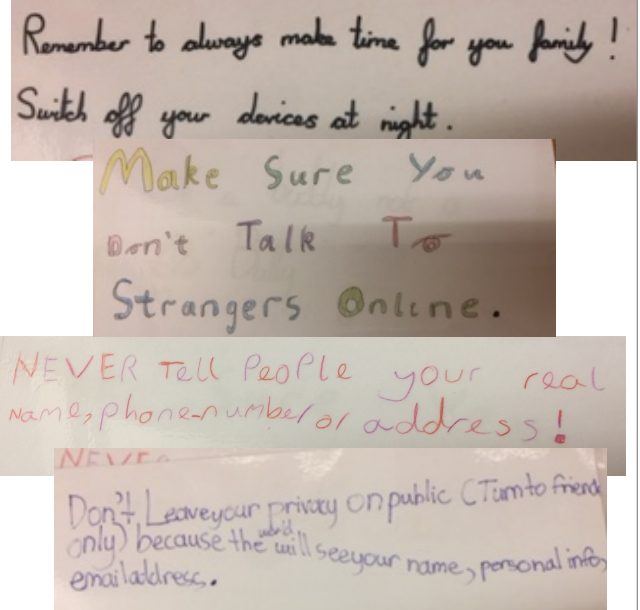 Remember to always make time for you family!
Switch off your devices at night.
Make Sure You
Don't Talk To
Strangers Online.
NEVER Tell PeoPle your real
name, phone-number or address!
NEVER
Don't Leave your privacy on public (Turn to friend
only) because the world will see your name, personal info,
email address.